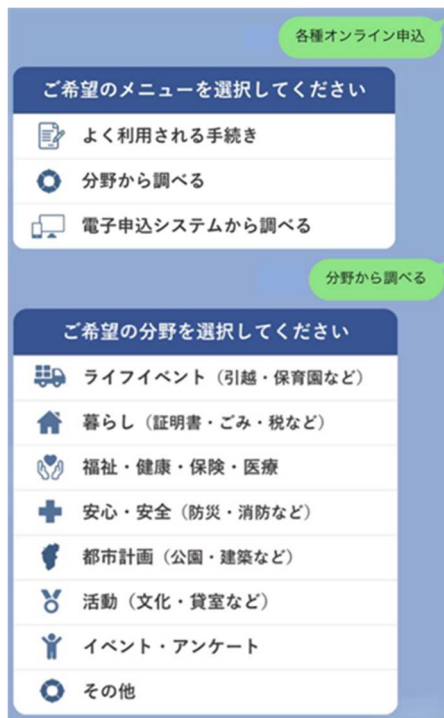 各種オンライン申込
ご希望のメニューを選択してください
よく利用される手続き
分野から調べる
電子申込システムから調べる
分野から調べる
ご希望の分野を選択してください
ライフイベント（引越・保育園など）
暮らし（証明書・ごみ・税など）
福祉・健康・保険・医療
安心・安全（防災・消防など）
都市計画（公園・建築など）
活動（文化・貸室など）
イベント・アンケート
その他